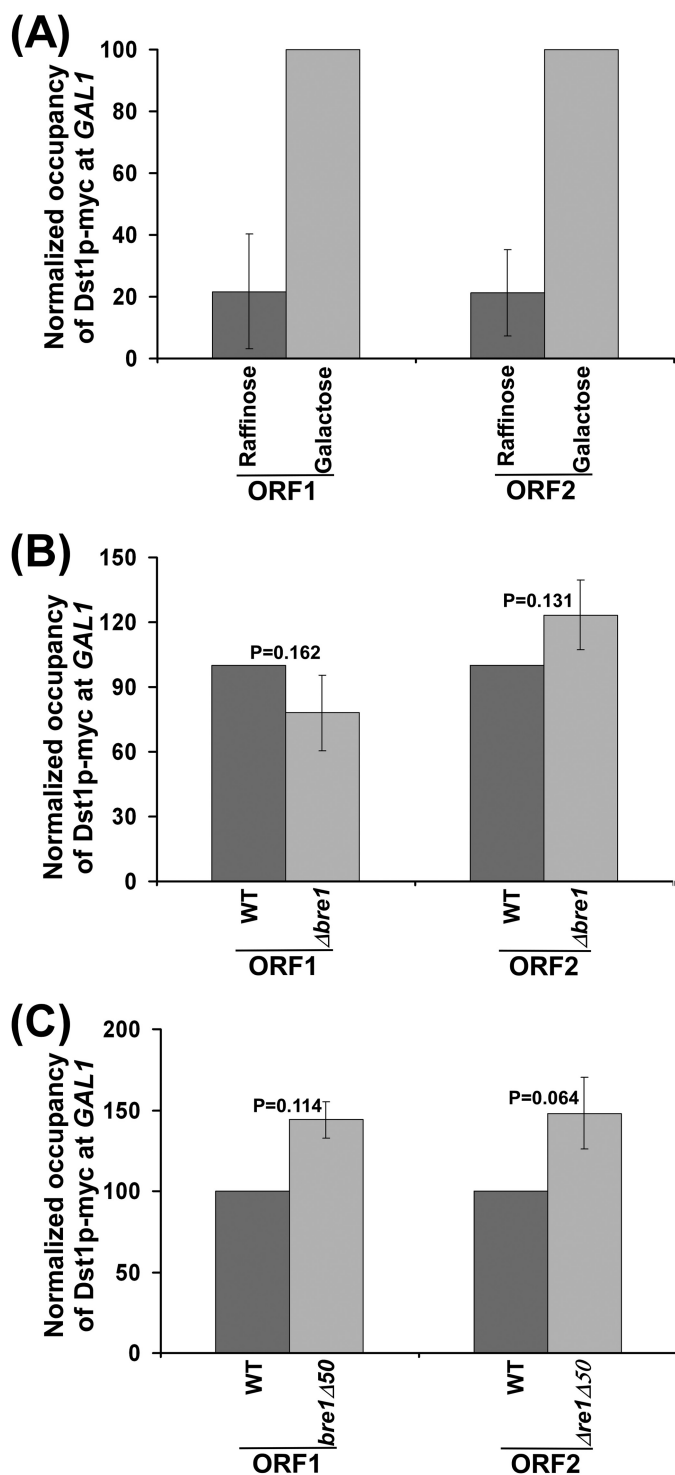 (A)
Normalized occupancy
of Dst1p-myc at GAL1
100
80
60
40
20
0
Raffinose
Galactose
Raffinose
Galactose
ORF1
ORF2
(B)
Normalized occupancy
of Dst1p-myc at GAL1
150
120
90
60
30
0
P=0.162
P=0.131
WT
Δbre1
WT
Δbre1
ORF1
ORF2
(C)
Normalized occupancy
of Dst1p-myc at GAL1
200
150
100
50
0
P=0.114
P=0.064
WT
bre1Δ50
WT
Δre1Δ50
ORF1
ORF2